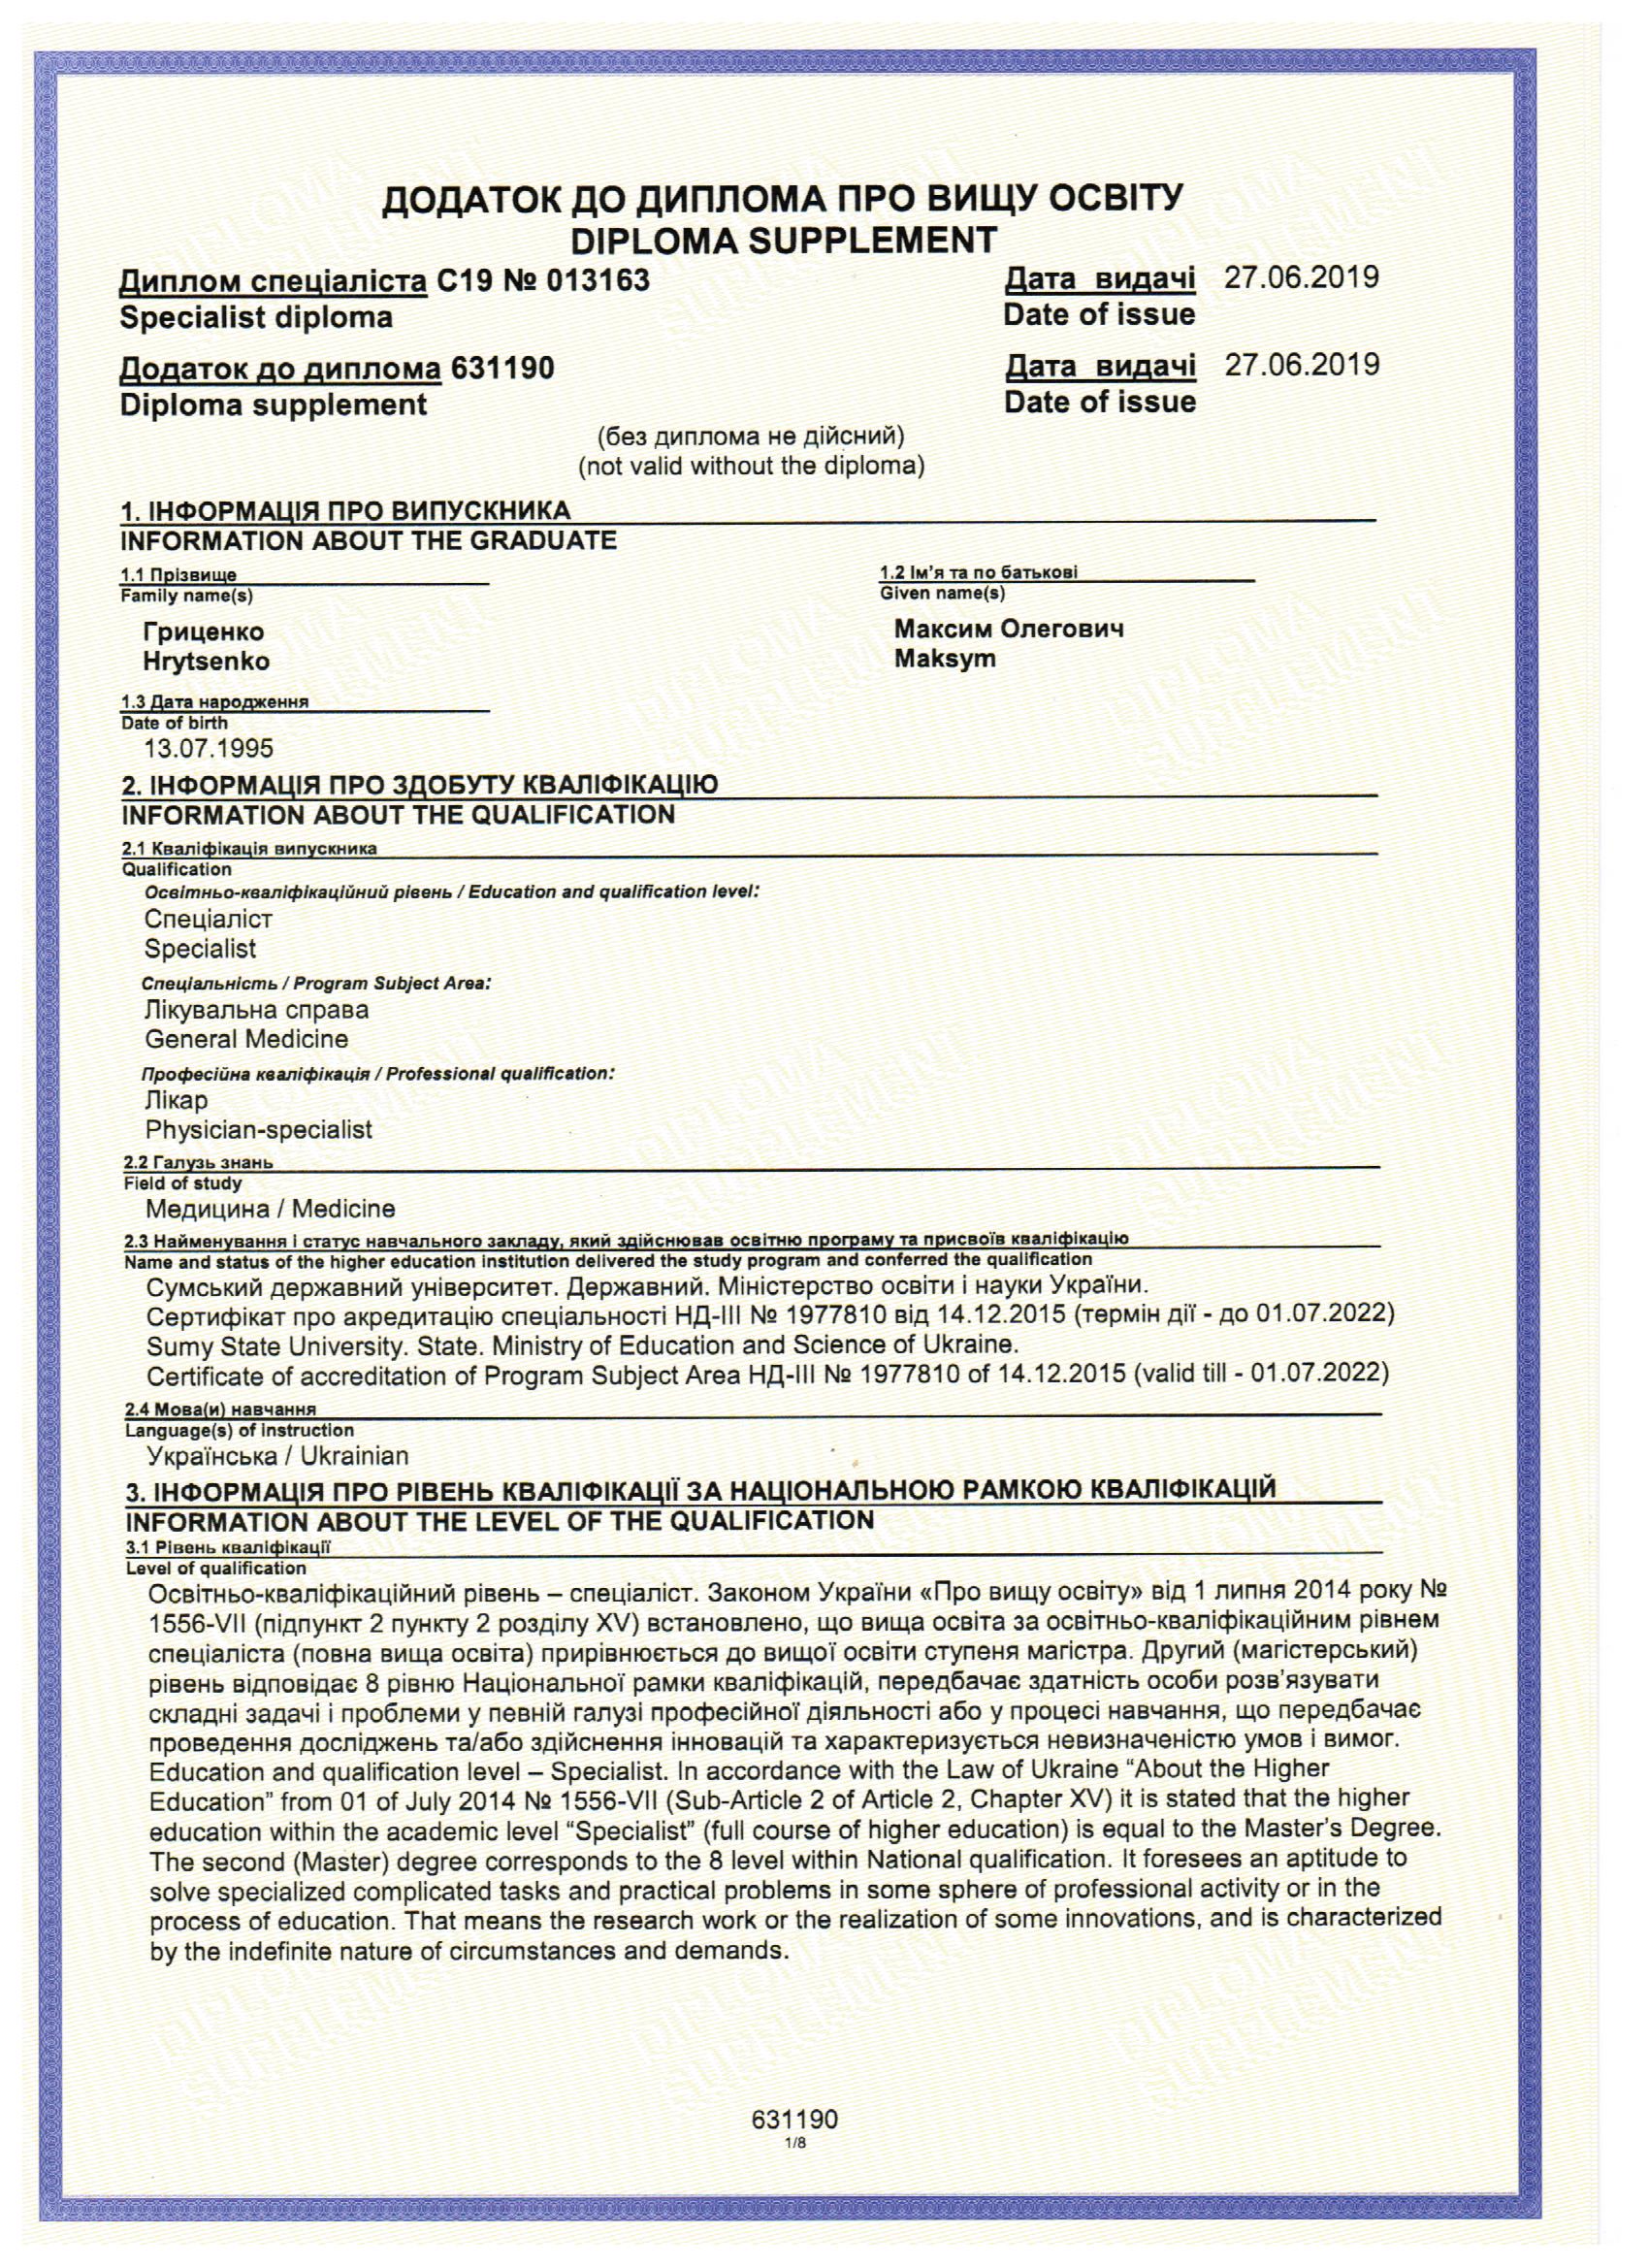 ДОДАТОК ДО ДИПЛОМА ПРО ВИЩУ ОСВІТУ
DIPLOMA SUPPLEMENT
Диплом спеціаліста С19 № 013163
Specialist diploma
Дата видачі 27.06.2019
Date of issue
Додаток до диплома 631190
Diploma supplement
Дата видачі 27.06.2019
Date of issue
(без диплома не дійсний)
(not valid without the diploma)
1. ІНФОРМАЦІЯ ПРО ВИПУСКНИКА
INFORMATION ABOUT THE GRADUATE
1.1 Прізвище
Family name(s)
Гриценко
Hrytsenko
1.2 Ім’я та по батькові
Given name(s)
Максим Олегович
Maksym
1.3 Дата народження
Date of birth
13.07.1995
2. ІНФОРМАЦІЯ ПРО ЗДОБУТУ КВАЛІФІКАЦІЮ
INFORMATION ABOUT THE QUALIFICATION
2.1 Кваліфікація випускника
Qualification
Освітньо-кваліфікаційний рівень / Education and qualification level:
Спеціаліст
Specialist
Спеціальність / Program Subject Area:
Лікувальна справа
General Medicine
Професійна кваліфікація / Professional qualification:
Лікар
Physician-specialist
2.2 Галузь знань
Field of study
Медицина / Medicine
2.3 Найменування і статус навчального закладу, який здійснював освітню програму та присвоїв кваліфікацію
Name and status of the higher education institution delivered the study program and conferred the qualification
Сумський державний університет. Державний. Міністерство освіти і науки України.
Сертифікат про акредитацію спеціальності НД-III № 1977810 від 14.12.2015 (термін дії - до 01.07.2022)
Sumy State University. State. Ministry of Education and Science of Ukraine.
Certificate of accreditation of Program Subject Area НД-III № 1977810 of 14.12.2015 (valid till - 01.07.2022)
2.4 Мова(и) навчання
Language(s) of instruction
Українська / Ukrainian
3. ІНФОРМАЦІЯ ПРО РІВЕНЬ КВАЛІФІКАЦІЇ ЗА НАЦІОНАЛЬНОЮ РАМКОЮ КВАЛІФІКАЦІЙ
INFORMATION ABOUT THE LEVEL OF THE QUALIFICATION
3.1 Рівень кваліфікації
Level of qualification
Освітньо-кваліфікаційний рівень – спеціаліст. Законом України «Про вищу освіту» від 1 липня 2014 року №
1556-VII (підпункт 2 пункту 2 розділу XV) встановлено, що вища освіта за освітньо-кваліфікаційним рівнем
спеціаліста (повна вища освіта) прирівнюється до вищої освіти ступеня магістра. Другий (магістерський)
рівень відповідає 8 рівню Національної рамки кваліфікацій, передбачає здатність особи розв’язувати
складні задачі і проблеми у певній галузі професійної діяльності або у процесі навчання, що передбачає
проведення досліджень та/або здійснення інновацій та характеризується невизначеністю умов і вимог.
Education and qualification level – Specialist. In accordance with the Law of Ukraine “About the Higher
Education” from 01 of July 2014 № 1556-VII (Sub-Article 2 of Article 2, Chapter XV) it is stated that the higher
education within the academic level “Specialist” (full course of higher education) is equal to the Master’s Degree.
The second (Master) degree corresponds to the 8 level within National qualification. It foresees an aptitude to
solve specialized complicated tasks and practical problems in some sphere of professional activity or in the
process of education. That means the research work or the realization of some innovations, and is characterized
by the indefinite nature of circumstances and demands.
631190
1/8